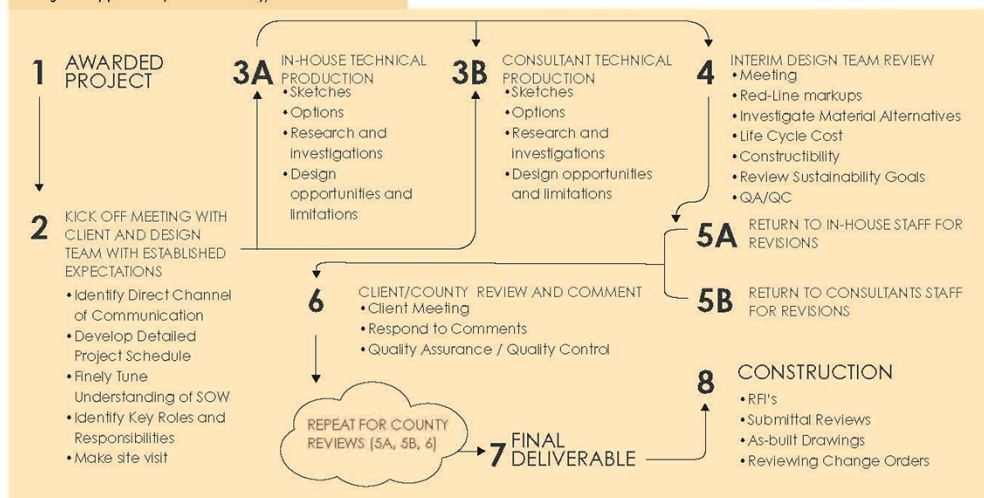 1 AWARDED
PROJECT
2 KICK OFF MEETING WITH
CLIENT AND DESIGN
TEAM WITH ESTABLISHED
EXPECTATIONS
• Identify Direct Channel
of Communication
• Develop Detailed
Project Schedule
• Finely Tune
Understanding of SOW
• Identify Key Roles and
Responsibilities
• Make site visit
3A IN-HOUSE TECHNICAL
PRODUCTION
• Sketches
• Options
• Research and
investigations
• Design
opportunities and
limitations
3B CONSULTANT TECHNICAL
PRODUCTION
• Sketches
• Options
• Research and
investigations
• Design opportunities
and limitations
4 INTERIM DESIGN TEAM REVIEW
• Meeting
• Red-Line markups
• Investigate Material Alternatives
• Life Cycle Cost
• Constructibility
• Review Sustainability Goals
• QA/QC
5A RETURN TO IN-HOUSE STAFF FOR
REVISIONS
5B RETURN TO CONSULTANTS STAFF
FOR REVISIONS
6 CLIENT/COUNTY REVIEW AND COMMENT
• Client Meeting
• Respond to Comments
• Quality Assurance / Quality Control
REPEAT FOR COUNTY
REVIEWS (5A, 5B, 6)
7 FINAL
DELIVERABLE
8 CONSTRUCTION
• RFI's
• Submittal Reviews
• As-built Drawings
• Reviewing Change Orders